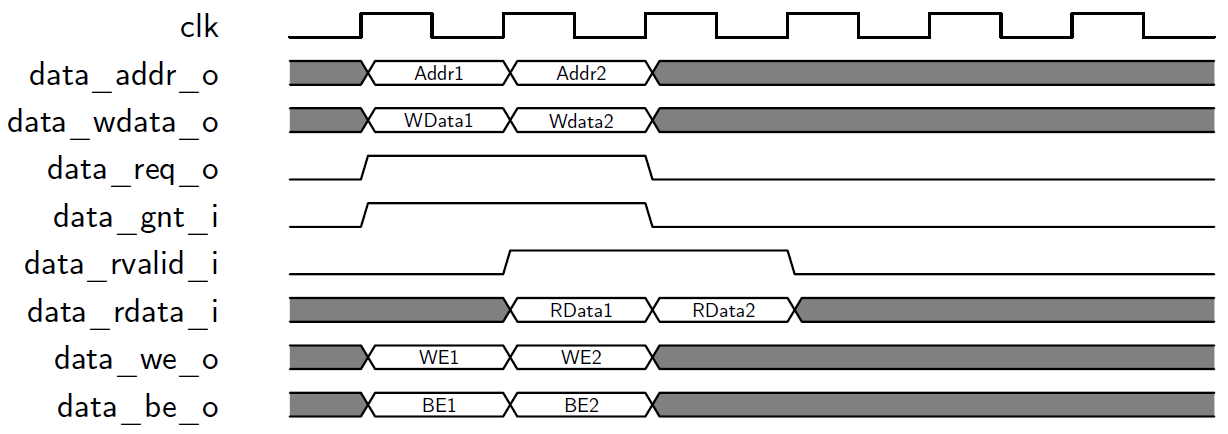 clk
data_addr_o Addr1 Addr2
data_wdata_o WData1 Wdata2
data_req_o
data_gnt_i
data_rvalid_i
data_rdata_i RData1 RData2
data_we_o WE1 WE2
data_be_o BE1 BE2